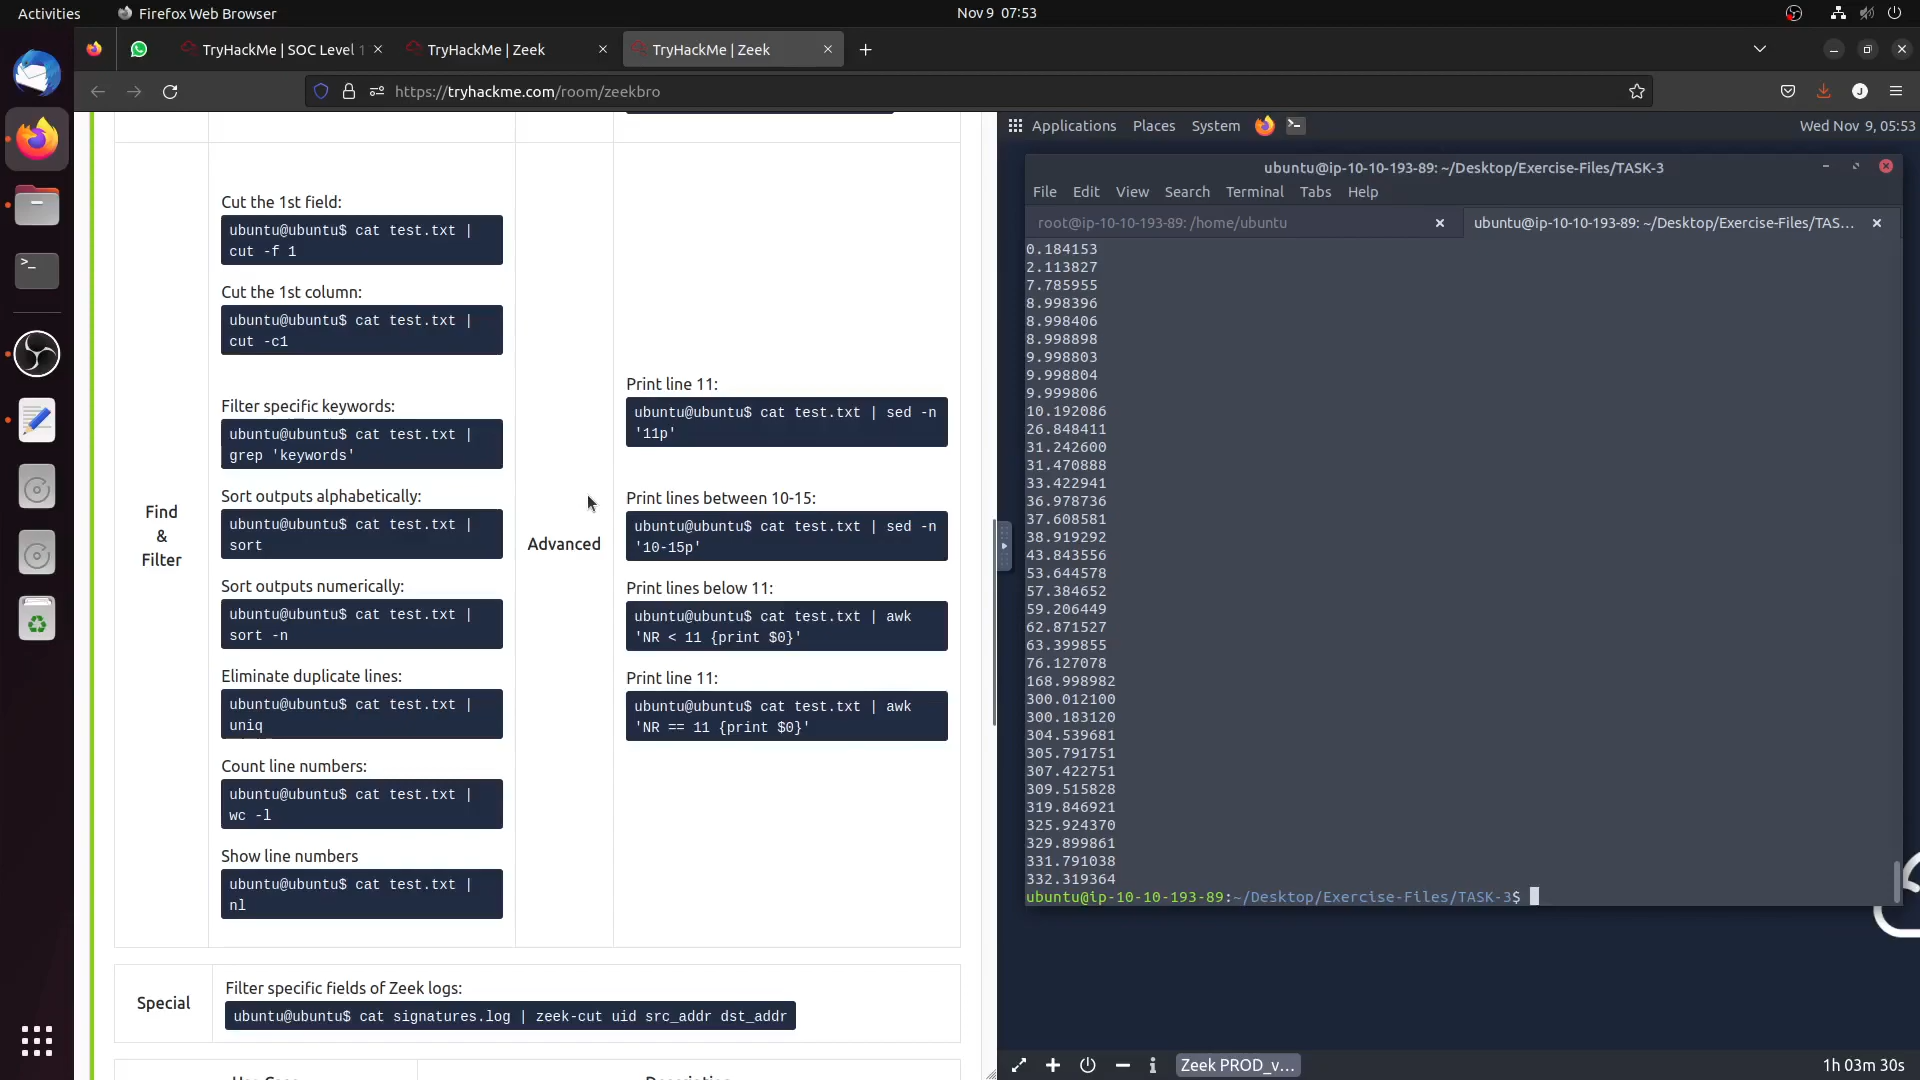 Activities
Firefox Web Browser
Nov 9 07:53
TryHackMe | SOC Level 1
TryHackMe | Zeek
TryHackMe | Zeek
https://tryhackme.com/room/zeekbro
Find
&
Filter
Cut the 1st field:
ubuntu@ubuntu$ cat test.txt |
cut -f 1
Cut the 1st column:
ubuntu@ubuntu$ cat test.txt |
cut -c1
Filter specific keywords:
ubuntu@ubuntu$ cat test.txt |
grep 'keywords'
Sort outputs alphabetically:
ubuntu@ubuntu$ cat test.txt |
sort
Sort outputs numerically:
ubuntu@ubuntu$ cat test.txt |
sort -n
Eliminate duplicate lines:
ubuntu@ubuntu$ cat test.txt |
uniq
Count line numbers:
ubuntu@ubuntu$ cat test.txt |
wc -l
Show line numbers
ubuntu@ubuntu$ cat test.txt |
nl
Advanced
Print line 11:
ubuntu@ubuntu$ cat test.txt | sed -n
'11p'
Print lines between 10-15:
ubuntu@ubuntu$ cat test.txt | sed -n
'10-15p'
Print lines below 11:
ubuntu@ubuntu$ cat test.txt | awk
'NR < 11 {print $0}'
Print line 11:
ubuntu@ubuntu$ cat test.txt | awk
'NR == 11 {print $0}'
Special
Filter specific fields of Zeek logs:
ubuntu@ubuntu$ cat signatures.log | zeek-cut uid src_addr dst_addr
Applications Places System
Wed Nov 9, 05:53
ubuntu@ip-10-10-193-89: ~/Desktop/Exercise-Files/TASK-3
File Edit View Search Terminal Tabs Help
root@ip-10-10-193-89: /home/ubuntu
ubuntu@ip-10-10-193-89: ~/Desktop/Exercise-Files/TAS...
0.184153
2.113827
7.785955
8.998396
8.998406
8.998898
9.998803
9.998804
9.999806
10.192086
26.848411
31.242600
31.470888
33.422941
36.978736
37.608581
38.919292
43.843556
53.644578
57.384652
59.206449
62.871527
63.399855
76.127078
168.998982
300.012100
300.183120
304.539681
305.791751
307.422751
309.515828
319.846921
325.924370
329.899861
331.791038
332.319364
ubuntu@ip-10-10-193-89:~/Desktop/Exercise-Files/TASK-3$
Zeek PROD_v...
1h 03m 30s